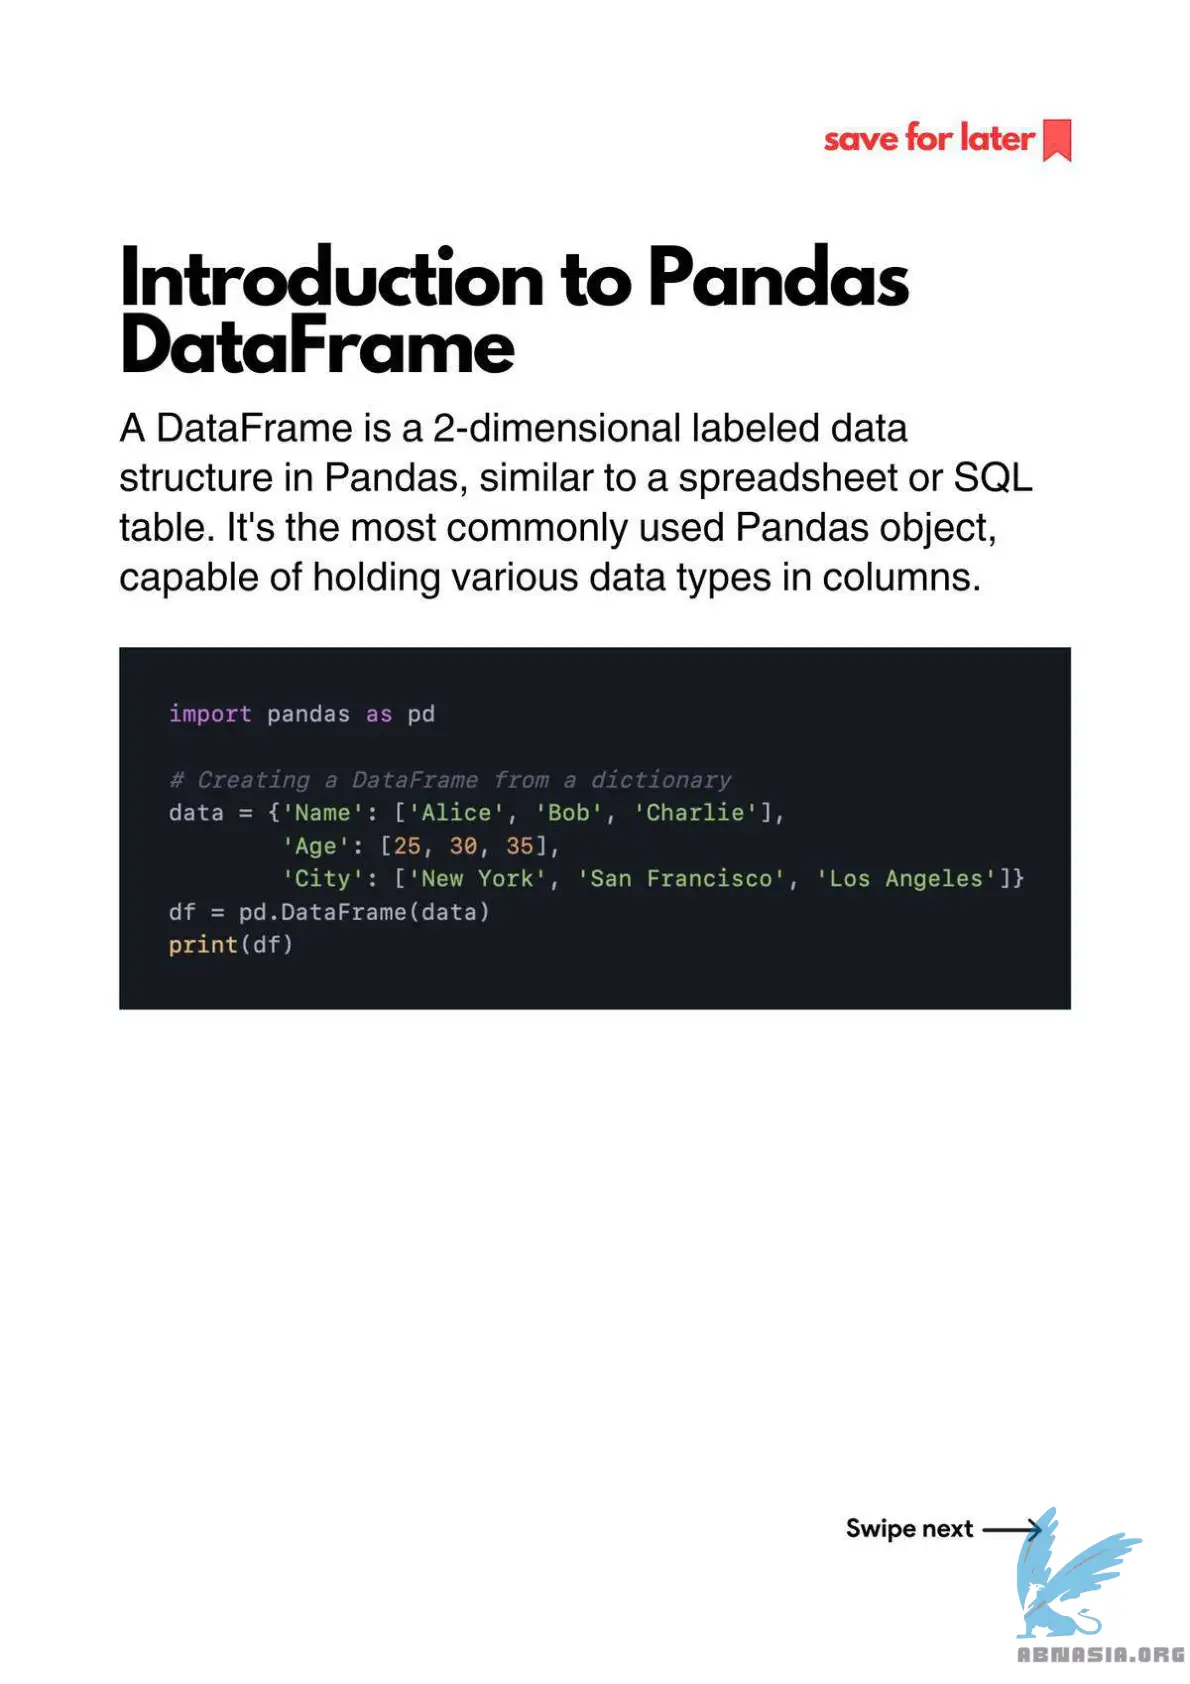 save for later
Introduction to Pandas
DataFrame
A DataFrame is a 2-dimensional labeled data
structure in Pandas, similar to a spreadsheet or SQL
table. It's the most commonly used Pandas object,
capable of holding various data types in columns.
import pandas as pd
# Creating a DataFrame from a dictionary
data = {'Name': ['Alice', 'Bob', 'Charlie'],
        'Age': [25, 30, 35],
        'City': ['New York', 'San Francisco', 'Los Angeles']}
df = pd.DataFrame(data)
print(df)
Swipe next
ABNASIA.ORG